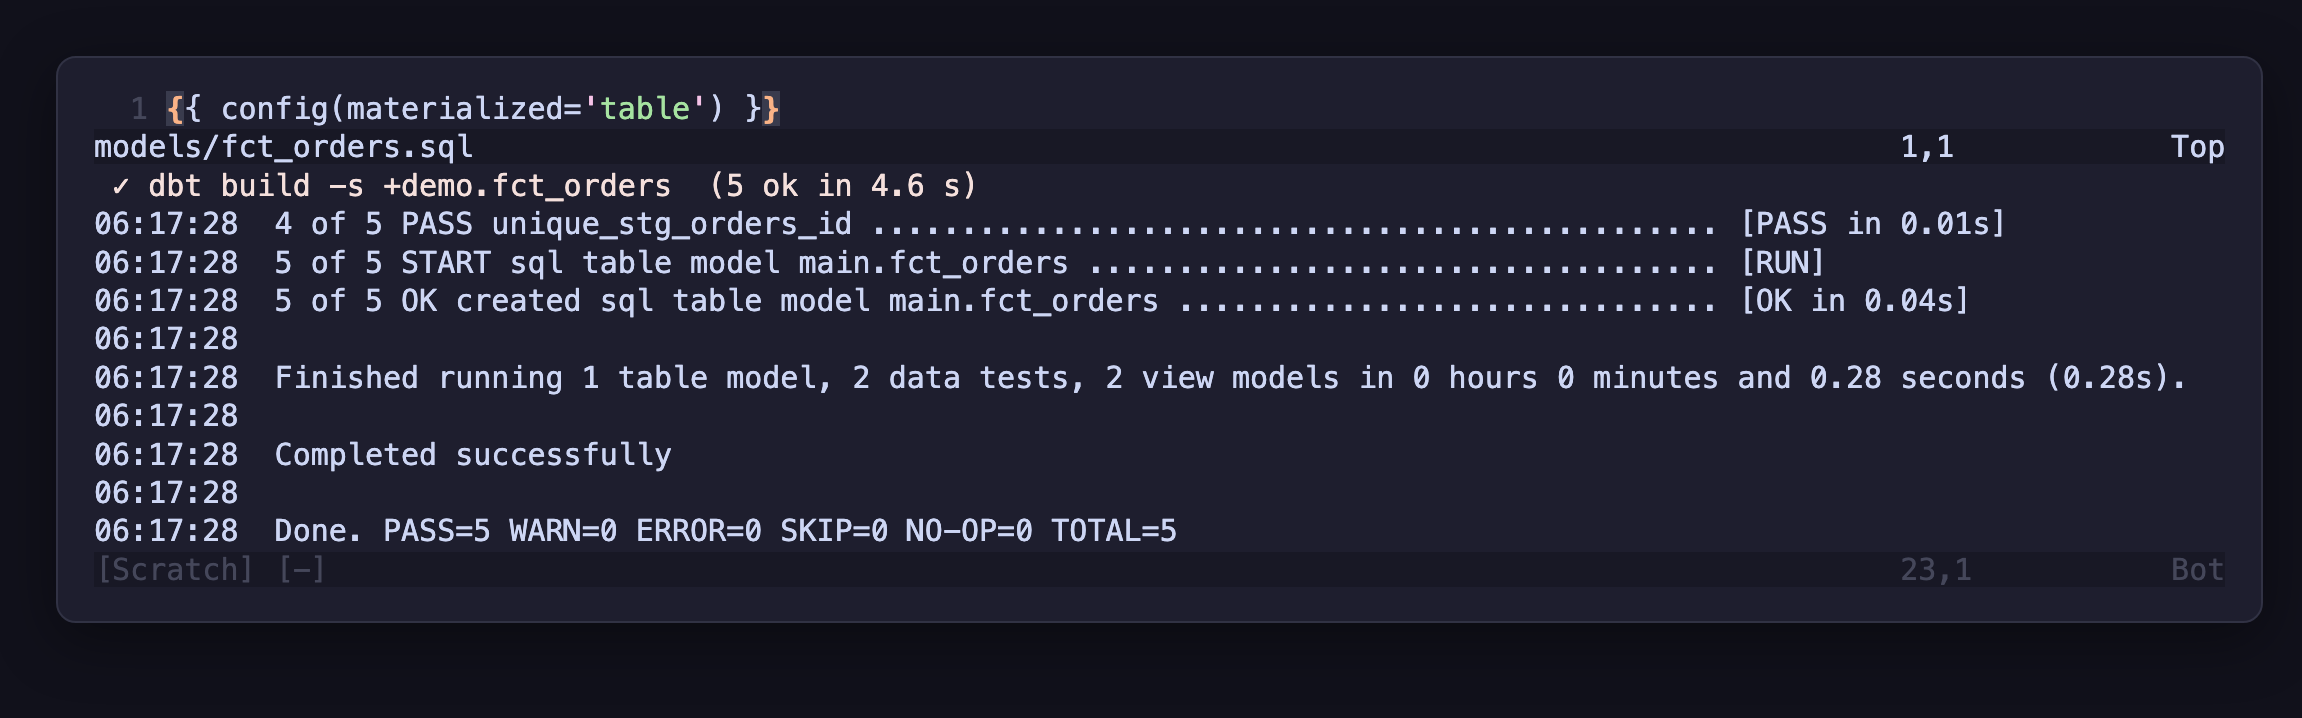 1 {{ config(materialized='table') }}
models/fct_orders.sql 1,1 Top
✓ dbt build -s +demo.fct_orders (5 ok in 4.6 s)
06:17:28 4 of 5 PASS unique_stg_orders_id ............................................... [PASS in 0.01s]
06:17:28 5 of 5 START sql table model main.fct_orders ................................... [RUN]
06:17:28 5 of 5 OK created sql table model main.fct_orders .............................. [OK in 0.04s]
06:17:28
06:17:28 Finished running 1 table model, 2 data tests, 2 view models in 0 hours 0 minutes and 0.28 seconds (0.28s).
06:17:28
06:17:28 Completed successfully
06:17:28
06:17:28 Done. PASS=5 WARN=0 ERROR=0 SKIP=0 NO-OP=0 TOTAL=5
[Scratch] [-] 23,1 Bot